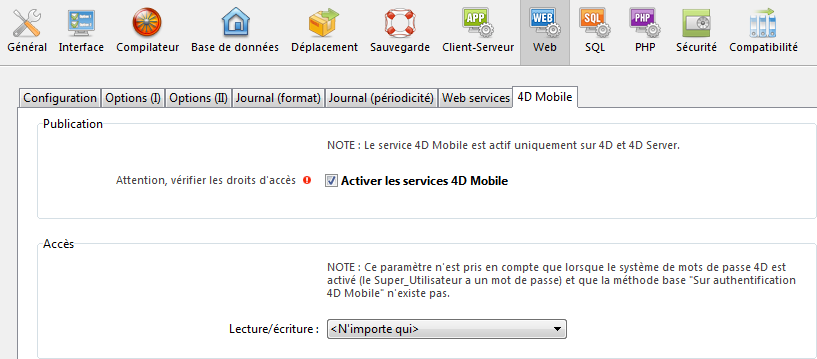 Général Interface Compilateur Base de données Déplacement Sauvegarde Client-Serveur Web SQL PHP Sécurité Compatibilité
APP WEB SQL PHP
Configuration Options (I) Options (II) Journal (format) Journal (périodicité) Web services 4D Mobile
Publication
NOTE : Le service 4D Mobile est actif uniquement sur 4D et 4D Server.
Attention, vérifier les droits d'accès Activer les services 4D Mobile
Accès
NOTE : Ce paramètre n'est pris en compte que lorsque le système de mots de passe 4D est
activé (le Super_Utilisateur a un mot de passe) et que la méthode base "Sur authentification
4D Mobile" n'existe pas.
Lecture/écriture : <N'importe qui>